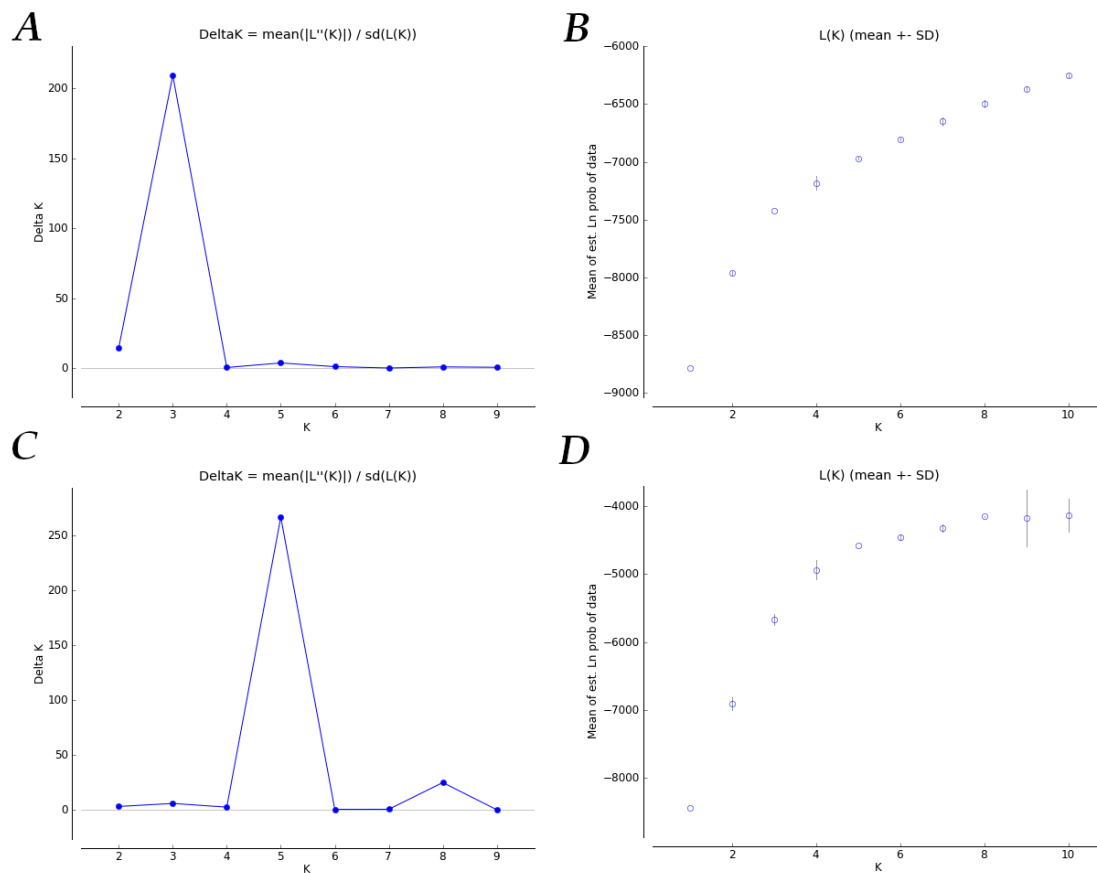 A
DeltaK = mean(|L''(K)|) / sd(L(K))
Delta K
200
150
100
50
0
2 3 4 5 6 7 8 9
K
B
L(K) (mean +- SD)
Mean of est. Ln prob of data
−6000
−6500
−7000
−7500
−8000
−8500
−9000
2 4 6 8 10
K
C
DeltaK = mean(|L''(K)|) / sd(L(K))
Delta K
250
200
150
100
50
0
2 3 4 5 6 7 8 9
K
D
L(K) (mean +- SD)
Mean of est. Ln prob of data
−4000
−5000
−6000
−7000
−8000
2 4 6 8 10
K